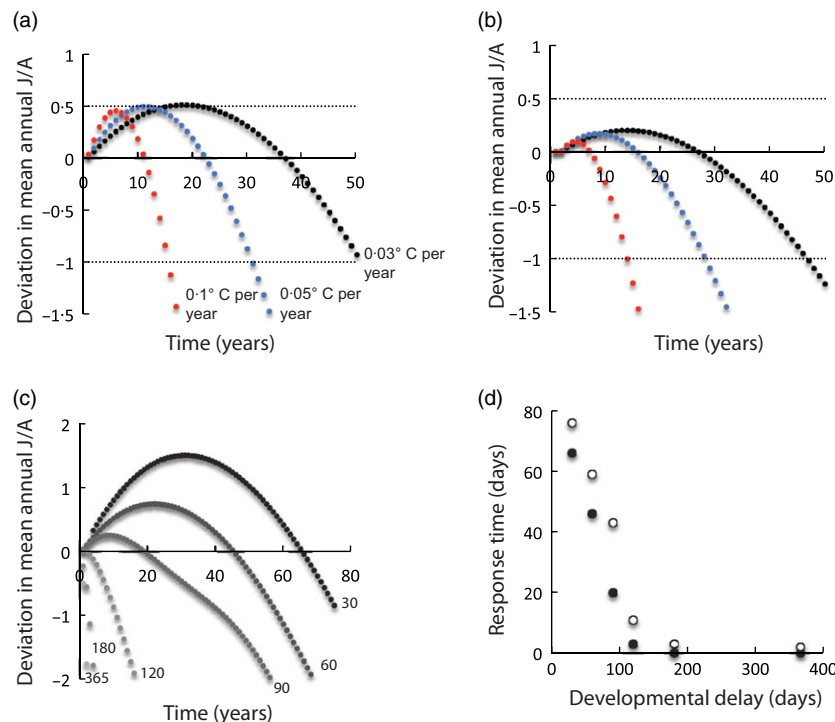 (a)
1
0·5
0
−0·5
−1
−1·5
0 10 20 30 40 50
Deviation in mean annual J/A
Time (years)
0·1° C per
year
0·05° C per
year
0·03° C per
year
(b)
1
0·5
0
−0·5
−1
−1·5
0 10 20 30 40 50
Deviation in mean annual J/A
Time (years)
(c)
2
1
0
−1
−2
0 20 40 60 80
Deviation in mean annual J/A
Time (years)
30
60
90
120
180
365
(d)
80
60
40
20
0
0 100 200 300 400
Response time (days)
Developmental delay (days)